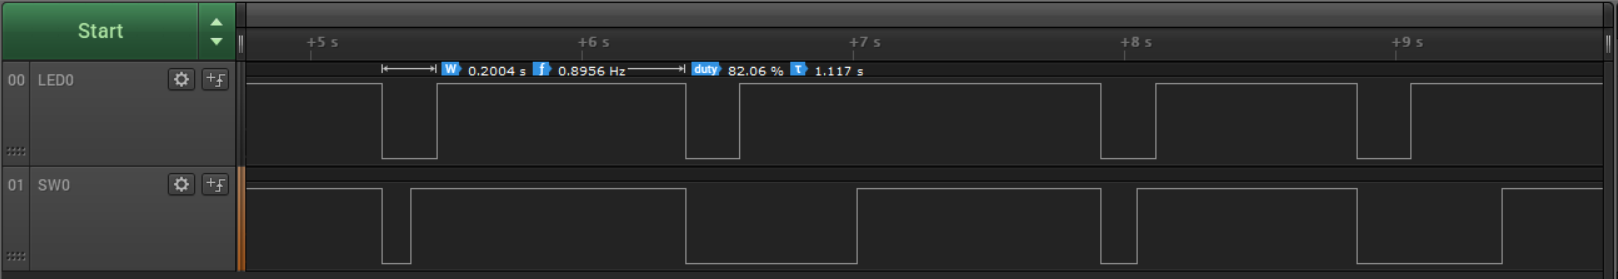 Start
+5 s +6 s +7 s +8 s +9 s
W 0.2004 s f 0.8956 Hz duty 82.06 % T 1.117 s
00 LED0
01 SW0